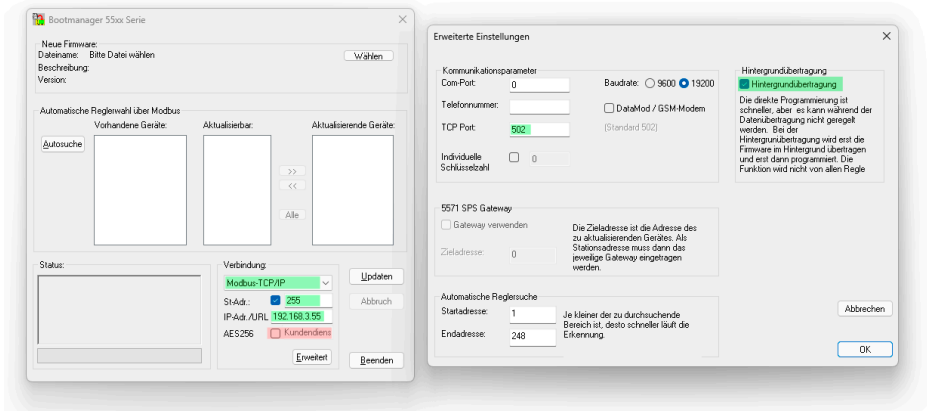 Bootmanager 55xx Serie
Neue Firmware:
Dateiname: Bitte Datei wählen
Wählen
Beschreibung:
Version:
Automatische Reglerwahl über Modbus
Vorhandene Geräte:
Aktualisierbar:
Aktualisierende Geräte:
Autosuche
>>
<<
Alle
Status:
Verbindung:
Modbus-TCP/IP
Updaten
St-Adr.: 255
Abbruch
IP-Adr./URL 192.168.3.55
AES256 Kundendiens
Erweitert
Beenden
Erweiterte Einstellungen
Kommunikationsparameter
Com-Port: 0
Baudrate: 9600 19200
Telefonnummer:
DataMod / GSM-Modem
TCP Port: 502
(Standard 502)
Individuelle
Schlüsselzahl
0
Hintergrundübertragung
Hintergrundübertragung
Die direkte Programmierung ist
schneller, aber es kann während der
Datenübertragung nicht geregelt
werden. Bei der
Hintergrunübertragung wird erst die
Firmware im Hintergrund übertragen
und erst dann programmiert. Die
Funktion wird nicht von allen Regle
5571 SPS Gateway
Gateway verwenden
Zieladresse: 0
Die Zieladresse ist die Adresse des
zu aktualisierenden Gerätes. Als
Stationsadresse muss dann das
jeweilige Gateway eingetragen
werden.
Automatische Reglersuche
Startadresse: 1
Endadresse: 248
Je kleiner der zu durchsuchende
Bereich ist, desto schneller läuft die
Erkennung.
Abbrechen
OK